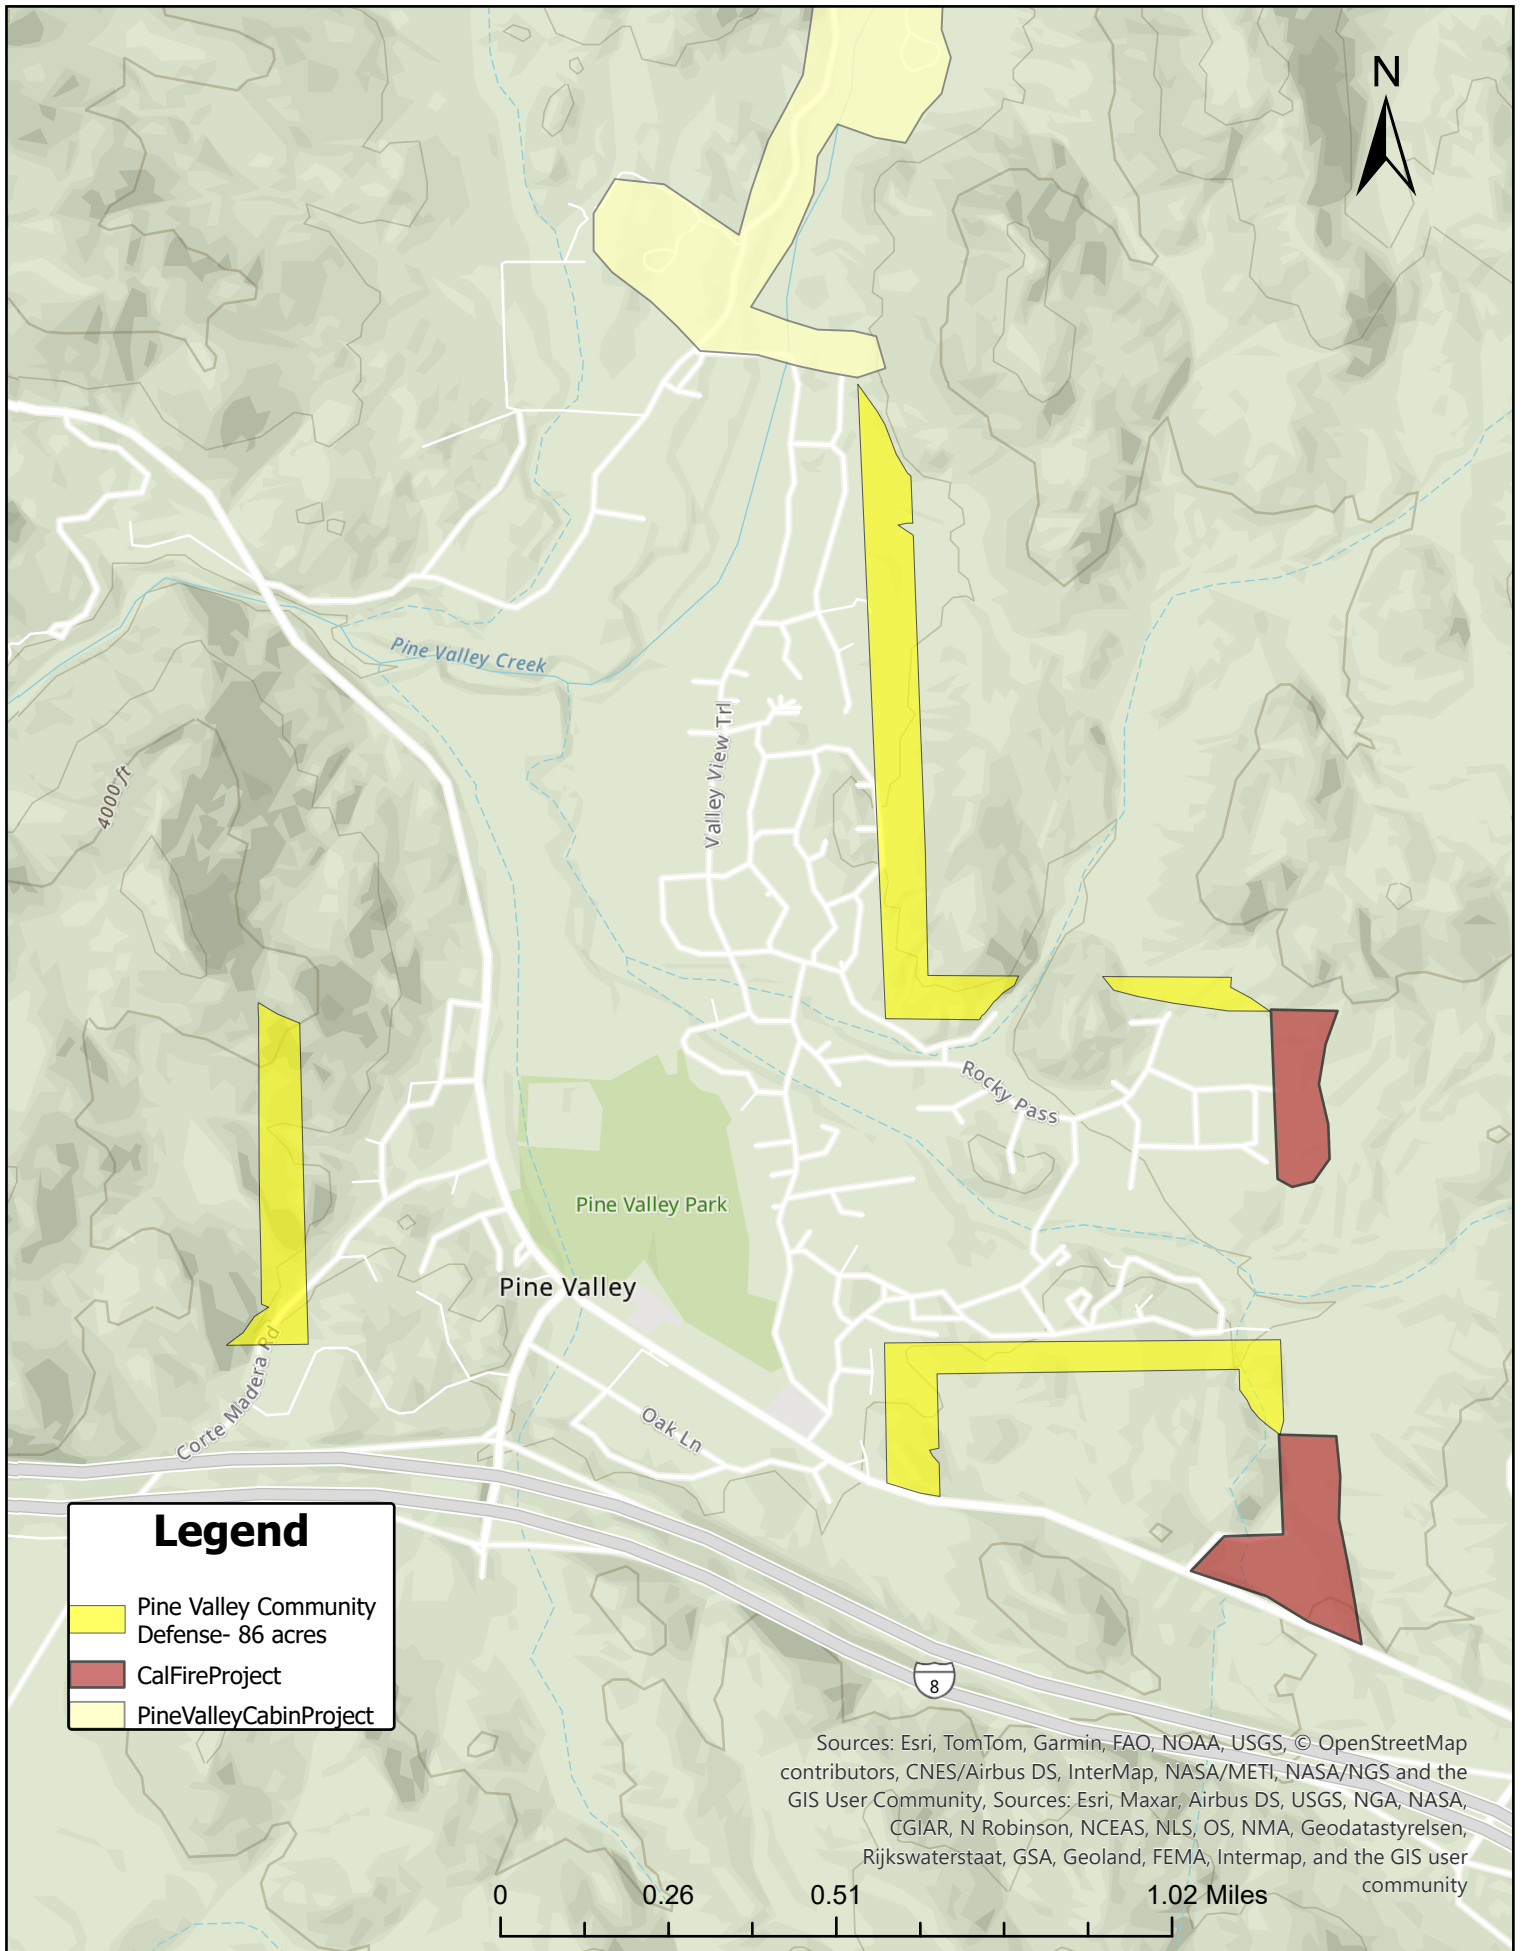 N
Pine Valley Creek
Valley View Trl
4000 ft
Rocky Pass
Pine Valley Park
Pine Valley
Corte Madera Rd
Oak Ln
Legend
Pine Valley Community
Defense- 86 acres
CalFireProject
PineValleyCabinProject
8
Sources: Esri, TomTom, Garmin, FAO, NOAA, USGS, © OpenStreetMap
contributors, CNES/Airbus DS, InterMap, NASA/METI, NASA/NGS and the
GIS User Community, Sources: Esri, Maxar, Airbus DS, USGS, NGA, NASA,
CGIAR, N Robinson, NCEAS, NLS, OS, NMA, Geodatastyrelsen,
Rijkswaterstaat, GSA, Geoland, FEMA, Intermap, and the GIS user
community
0 0.26 0.51 1.02 Miles